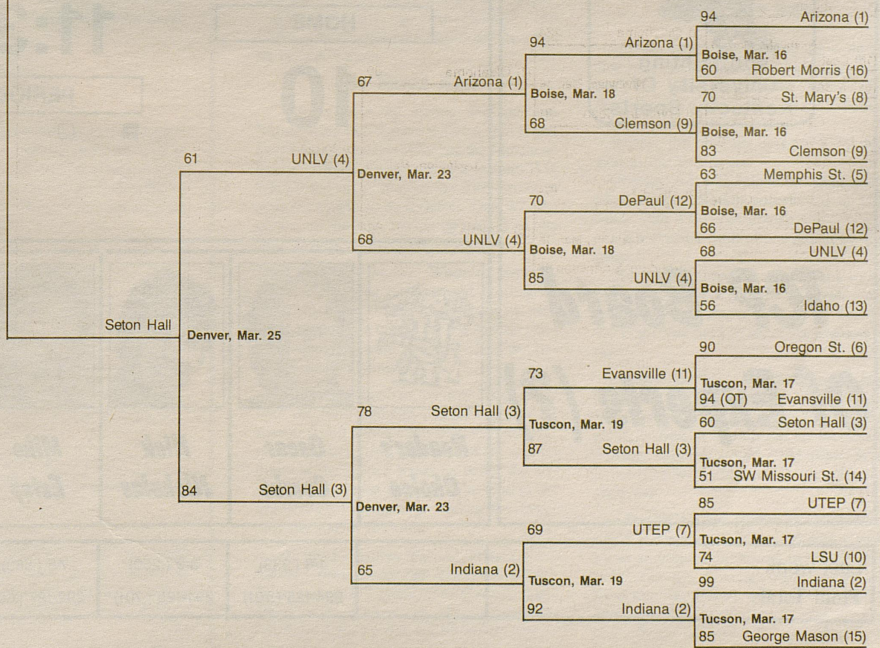 94 Arizona (1)
Boise, Mar. 16
60 Robert Morris (16)
70 St. Mary's (8)
Boise, Mar. 16
83 Clemson (9)
63 Memphis St. (5)
Boise, Mar. 16
66 DePaul (12)
68 UNLV (4)
Boise, Mar. 16
56 Idaho (13)
90 Oregon St. (6)
Tuscon, Mar. 17
94 (OT) Evansville (11)
60 Seton Hall (3)
Tucson, Mar. 17
51 SW Missouri St. (14)
85 UTEP (7)
Tucson, Mar. 17
74 LSU (10)
99 Indiana (2)
Tucson, Mar. 17
85 George Mason (15)
94 Arizona (1)
Boise, Mar. 18
68 Clemson (9)
70 DePaul (12)
Boise, Mar. 18
85 UNLV (4)
73 Evansville (11)
Tuscon, Mar. 19
87 Seton Hall (3)
69 UTEP (7)
Tuscon, Mar. 19
92 Indiana (2)
67 Arizona (1)
Denver, Mar. 23
68 UNLV (4)
78 Seton Hall (3)
Denver, Mar. 23
65 Indiana (2)
61 UNLV (4)
Denver, Mar. 25
84 Seton Hall (3)
Seton Hall